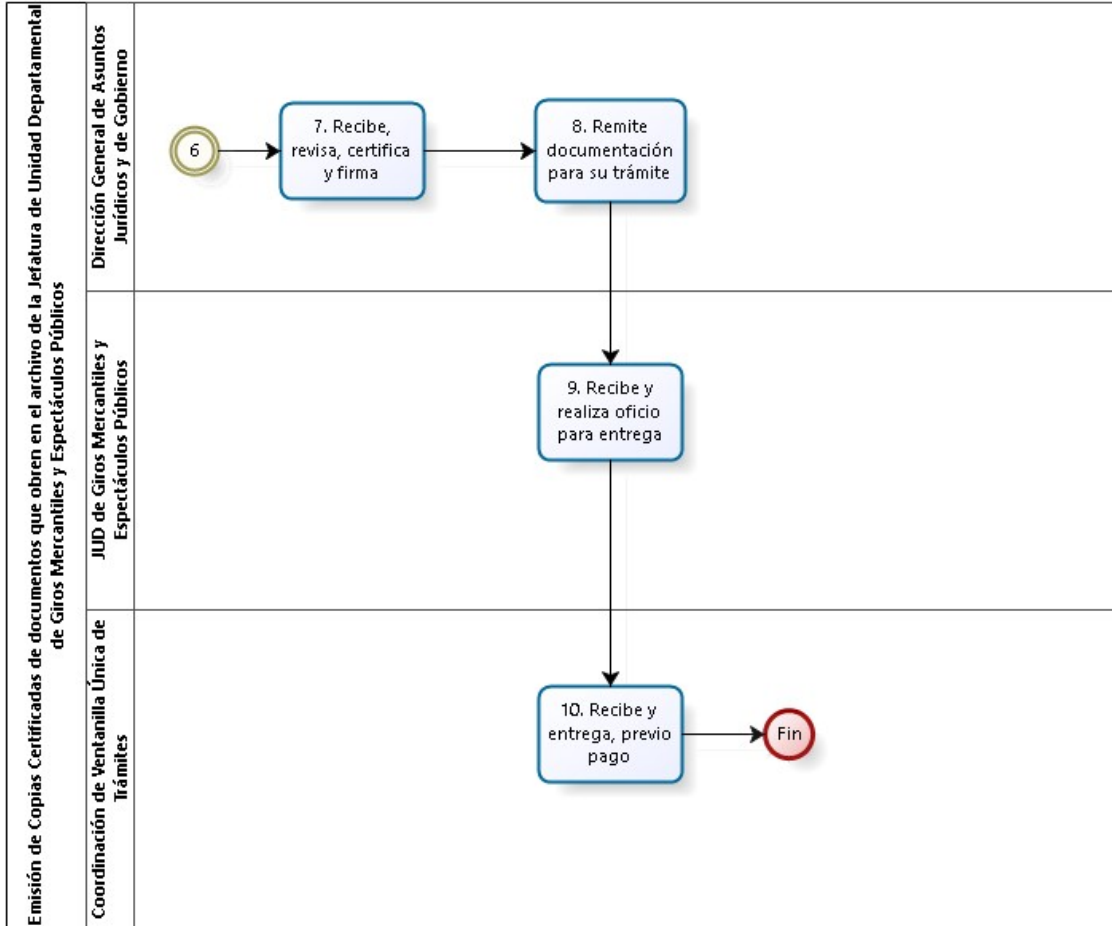 Emisión de Copias Certificadas de documentos que obren en el archivo de la Jefatura de Unidad Departamental
de Giros Mercantiles y Espectáculos Públicos
Dirección General de Asuntos
Jurídicos y de Gobierno
6
7. Recibe,
revisa, certifica
y firma
8. Remite
documentación
para su trámite
JUD de Giros Mercantiles y
Espectáculos Públicos
9. Recibe y
realiza oficio
para entrega
Coordinación de Ventanilla Única de
Trámites
10. Recibe y
entrega, previo
pago
Fin